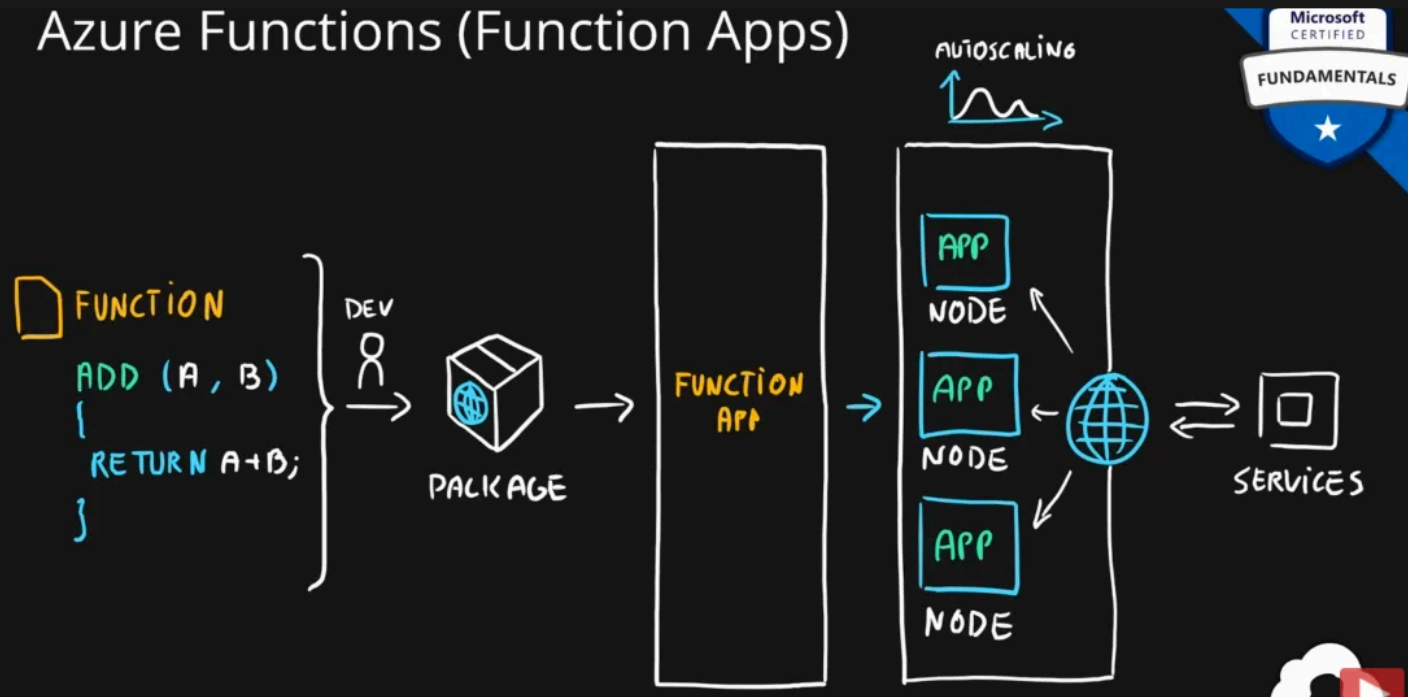 Azure Functions (Function Apps)
Microsoft
CERTIFIED
FUNDAMENTALS
AUTOSCALING
FUNCTION
ADD (A, B)
{
RETURN A+B;
}
DEV
PACKAGE
FUNCTION
APP
APP
NODE
APP
NODE
APP
NODE
SERVICES